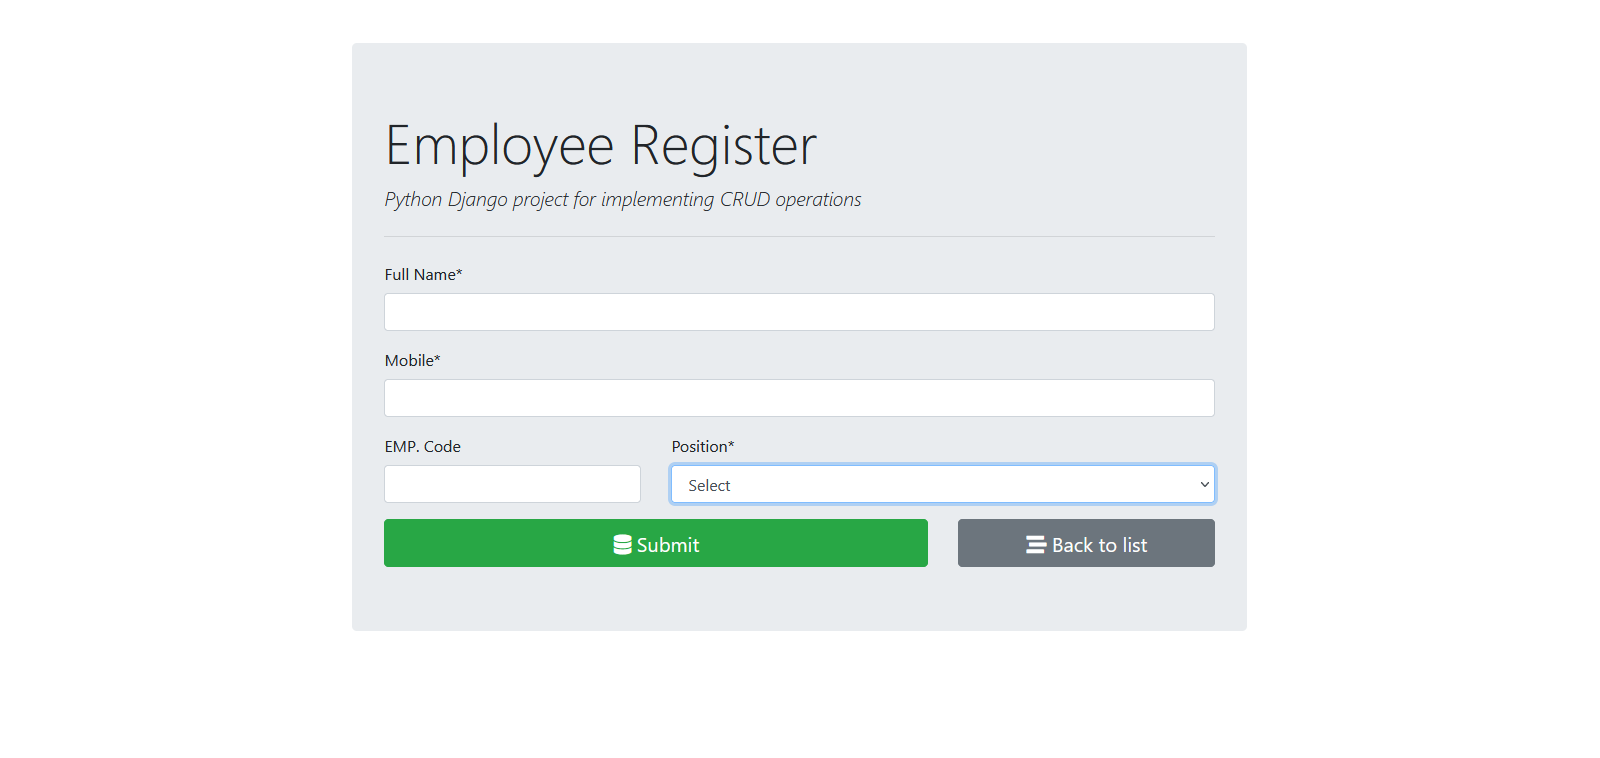 Employee Register
Python Django project for implementing CRUD operations
Full Name*
Mobile*
EMP. Code Position*
Select
Submit Back to list